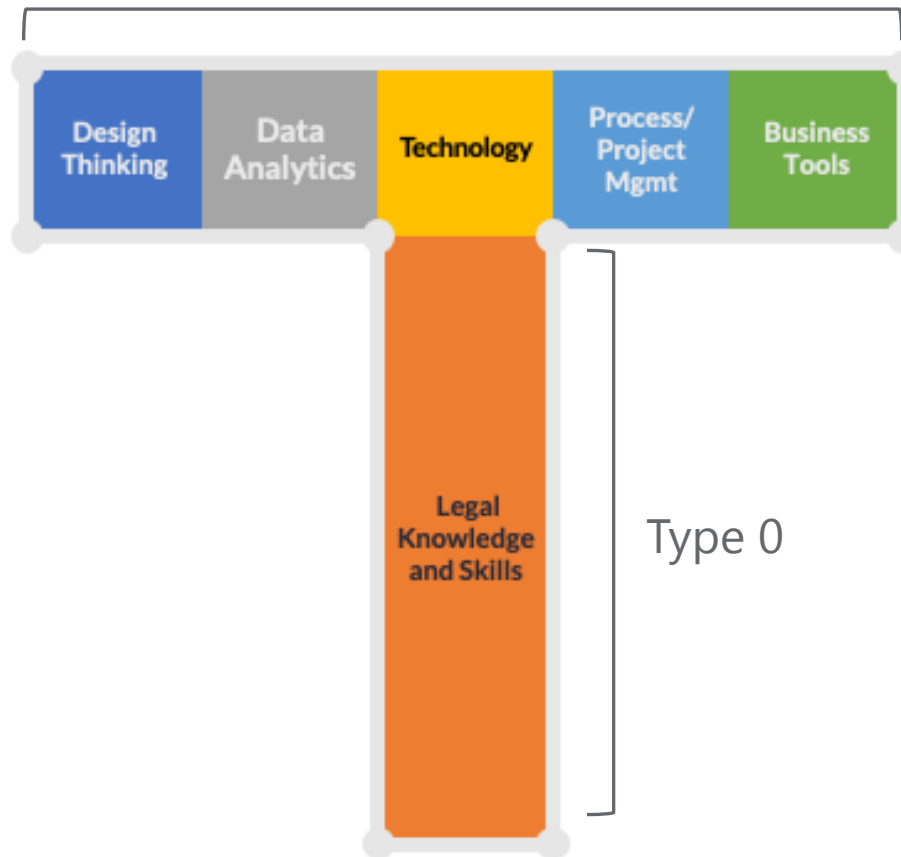 Design
Thinking
Data
Analytics
Technology
Process/
Project
Mgmt
Business
Tools
Legal
Knowledge
and Skills
Type 0